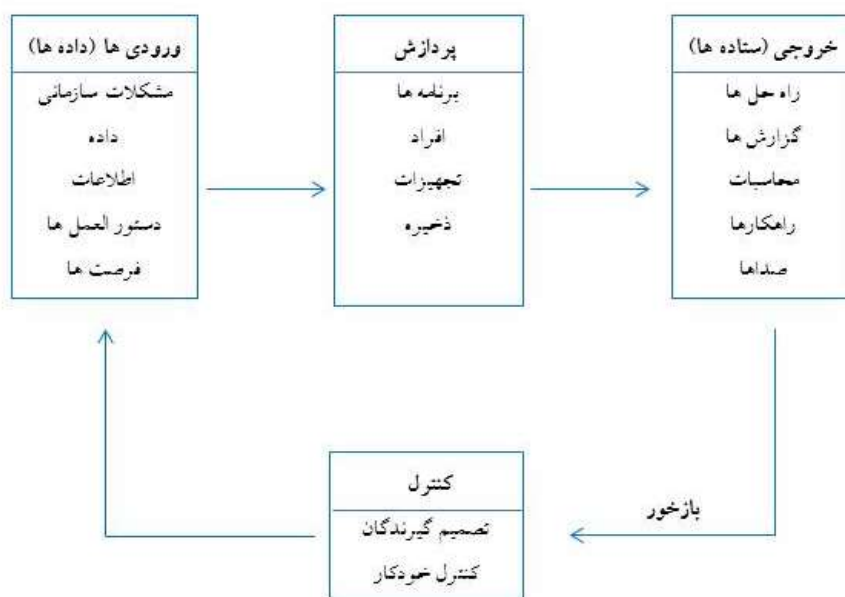 ورودی ها (داده ها)
مشکلات سازمانی
داده
اطلاعات
دستور العمل ها
فرصت ها
پردازش
برنامه ها
افراد
تجهیزات
ذخیره
خروجی (ستاده ها)
راه حل ها
گزارش ها
محاسبات
راهکارها
صداها
بازخور
کنترل
تصمیم گیرندگان
کنترل خودکار